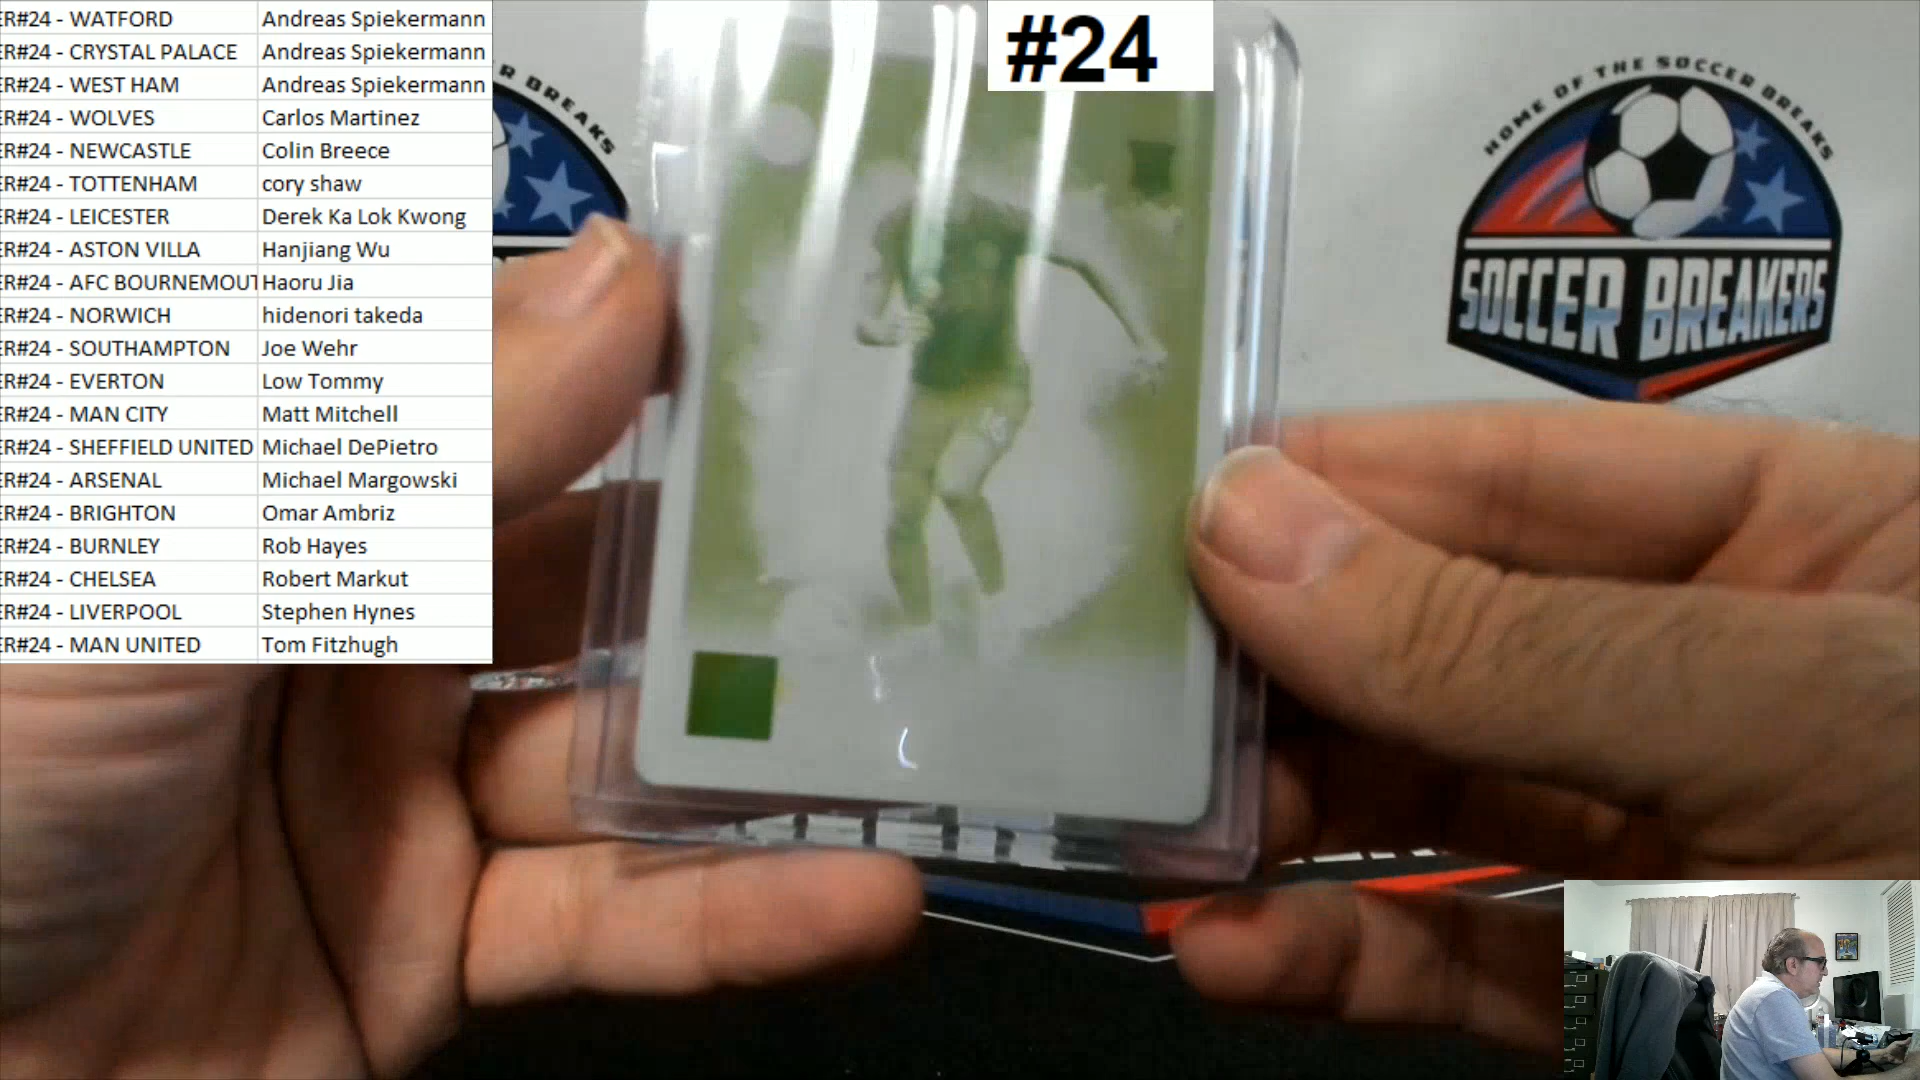 ER#24 - WATFORD Andreas Spiekermann
ER#24 - CRYSTAL PALACE Andreas Spiekermann
ER#24 - WEST HAM Andreas Spiekermann
ER#24 - WOLVES Carlos Martinez
ER#24 - NEWCASTLE Colin Breece
ER#24 - TOTTENHAM cory shaw
ER#24 - LEICESTER Derek Ka Lok Kwong
ER#24 - ASTON VILLA Hanjiang Wu
ER#24 - AFC BOURNEMOUT Haoru Jia
ER#24 - NORWICH hidenori takeda
ER#24 - SOUTHAMPTON Joe Wehr
ER#24 - EVERTON Low Tommy
ER#24 - MAN CITY Matt Mitchell
ER#24 - SHEFFIELD UNITED Michael DePietro
ER#24 - ARSENAL Michael Margowski
ER#24 - BRIGHTON Omar Ambriz
ER#24 - BURNLEY Rob Hayes
ER#24 - CHELSEA Robert Markut
ER#24 - LIVERPOOL Stephen Hynes
ER#24 - MAN UNITED Tom Fitzhugh
#24
R BREAKS
HOME OF THE SOCCER BREAKS
SOCCER BREAKERS